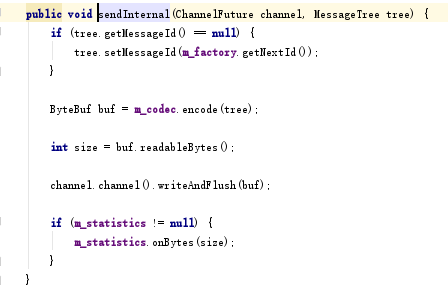 public void sendInternal(ChannelFuture channel, MessageTree tree) {
if (tree.getMessageId() == null) {
tree.setMessageId(m_factory.getNextId());
}
ByteBuf buf = m_codec.encode(tree);
int size = buf.readableBytes();
channel.channel().writeAndFlush(buf);
if (m_statistics != null) {
m_statistics.onBytes(size);
}
}